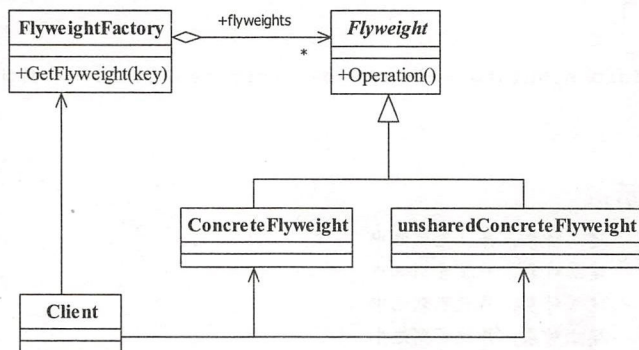 FlyweightFactory
+GetFlyweight(key)
+flyweights
*
Flyweight
+Operation()
ConcreteFlyweight
unsharedConcreteFlyweight
Client